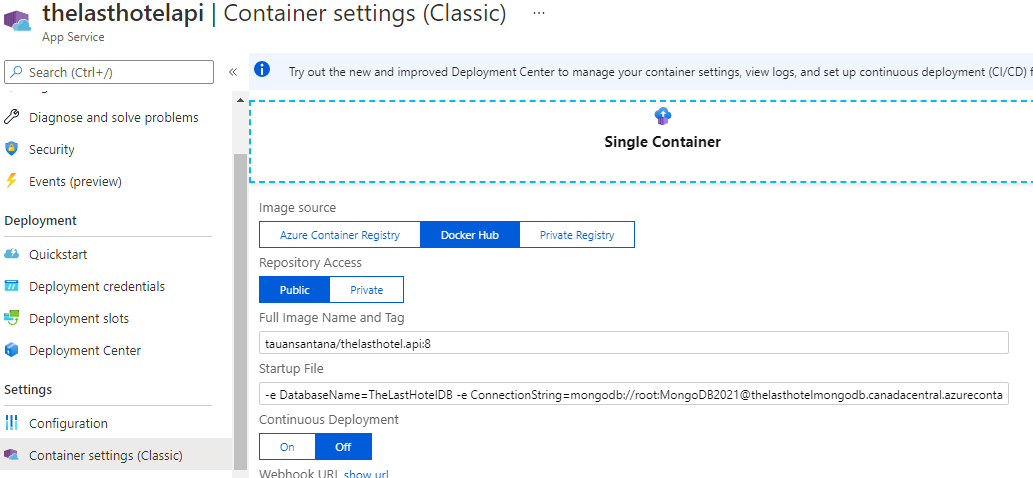 thelasthotelapi | Container settings (Classic) ...
App Service
Search (Ctrl+/)
«
Diagnose and solve problems
Security
Events (preview)
Deployment
Quickstart
Deployment credentials
Deployment slots
Deployment Center
Settings
Configuration
Container settings (Classic)
Try out the new and improved Deployment Center to manage your container settings, view logs, and set up continuous deployment (CI/CD) f
Single Container
Image source
Azure Container Registry Docker Hub Private Registry
Repository Access
Public Private
Full Image Name and Tag
tauansantana/thelasthotel.api:8
Startup File
-e DatabaseName=TheLastHotelDB -e ConnectionString=mongodb://root:MongoDB2021@thelasthotelmongodb.canadacentral.azureconta
Continuous Deployment
On Off
Webhook URL show url